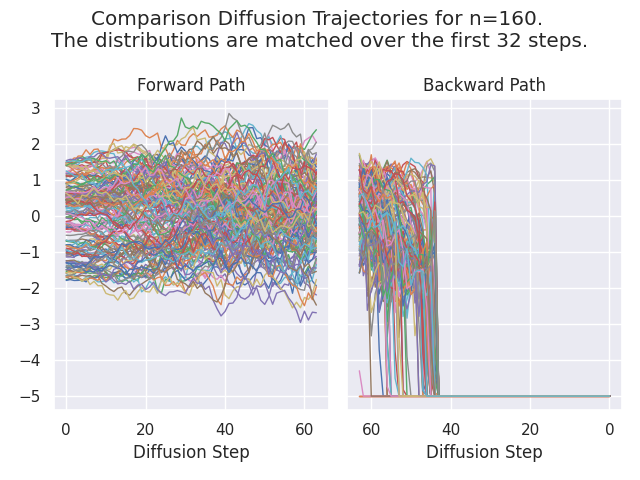 Comparison Diffusion Trajectories for n=160.
The distributions are matched over the first 32 steps.
Forward Path
Backward Path
3
2
1
0
−1
−2
−3
−4
−5
0 20 40 60
60 40 20 0
Diffusion Step
Diffusion Step